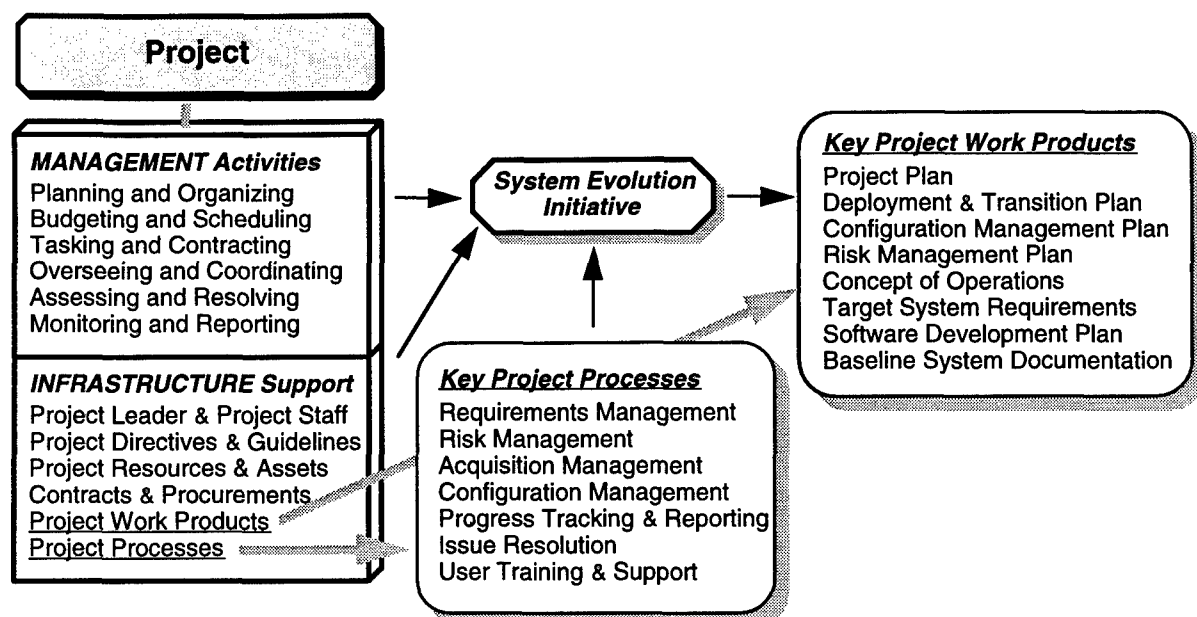 Project
MANAGEMENT Activities
Planning and Organizing
Budgeting and Scheduling
Tasking and Contracting
Overseeing and Coordinating
Assessing and Resolving
Monitoring and Reporting
INFRASTRUCTURE Support
Project Leader & Project Staff
Project Directives & Guidelines
Project Resources & Assets
Contracts & Procurements
Project Work Products
Project Processes
System Evolution
Initiative
Key Project Processes
Requirements Management
Risk Management
Acquisition Management
Configuration Management
Progress Tracking & Reporting
Issue Resolution
User Training & Support
Key Project Work Products
Project Plan
Deployment & Transition Plan
Configuration Management Plan
Risk Management Plan
Concept of Operations
Target System Requirements
Software Development Plan
Baseline System Documentation